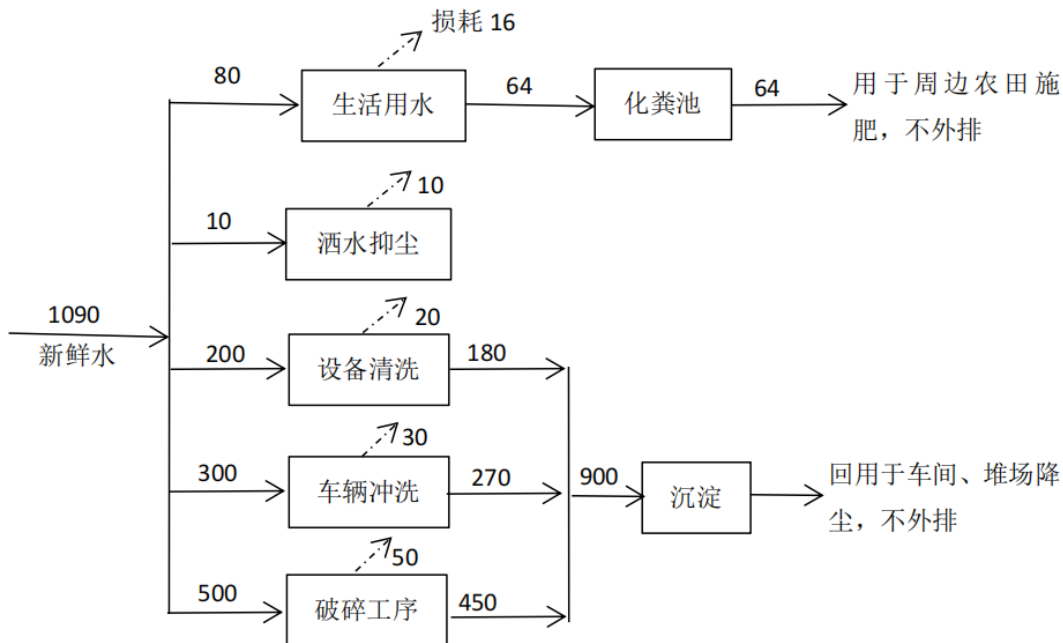 损耗 16
80
生活用水
64
化粪池
64
用于周边农田施
肥，不外排
10
10
洒水抑尘
1090
新鲜水
20
200
设备清洗
180
30
300
车辆冲洗
270
900
沉淀
回用于车间、堆场降
尘，不外排
50
500
破碎工序
450